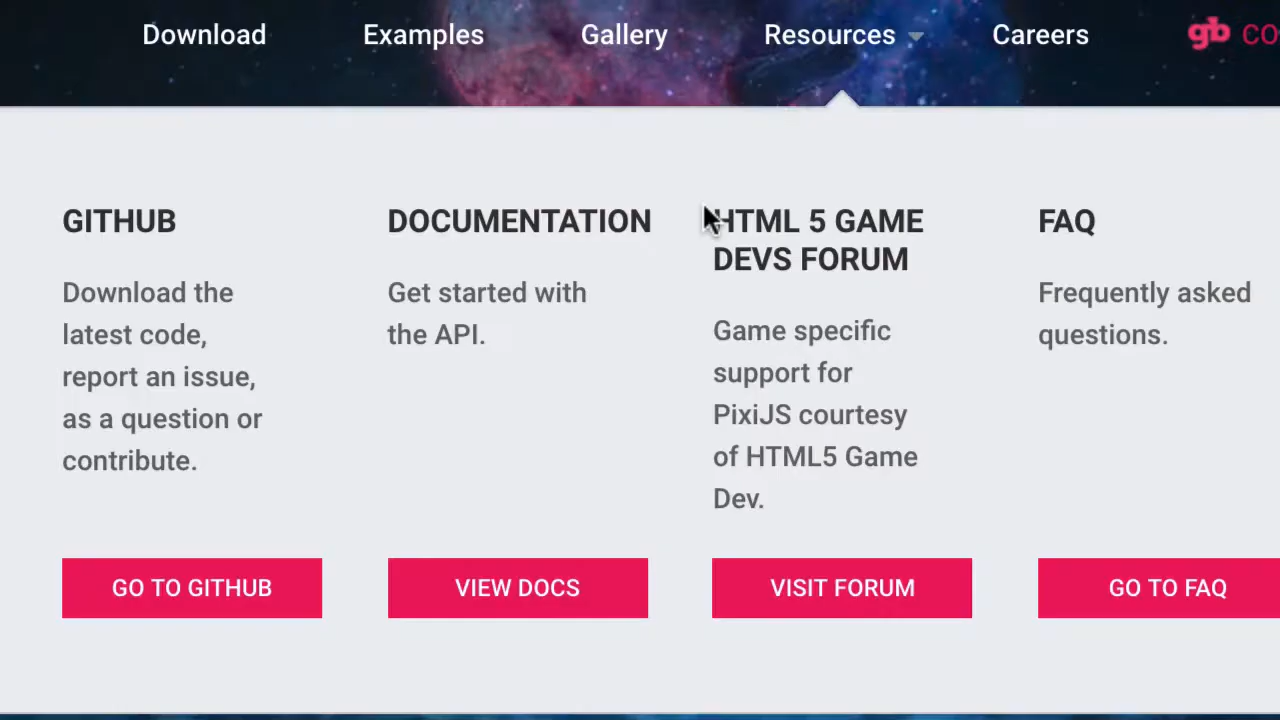 Download Examples Gallery Resources Careers gb
GITHUB
Download the
latest code,
report an issue,
as a question or
contribute.
GO TO GITHUB
DOCUMENTATION
Get started with
the API.
VIEW DOCS
HTML 5 GAME
DEVS FORUM
Game specific
support for
PixiJS courtesy
of HTML5 Game
Dev.
VISIT FORUM
FAQ
Frequently asked
questions.
GO TO FAQ